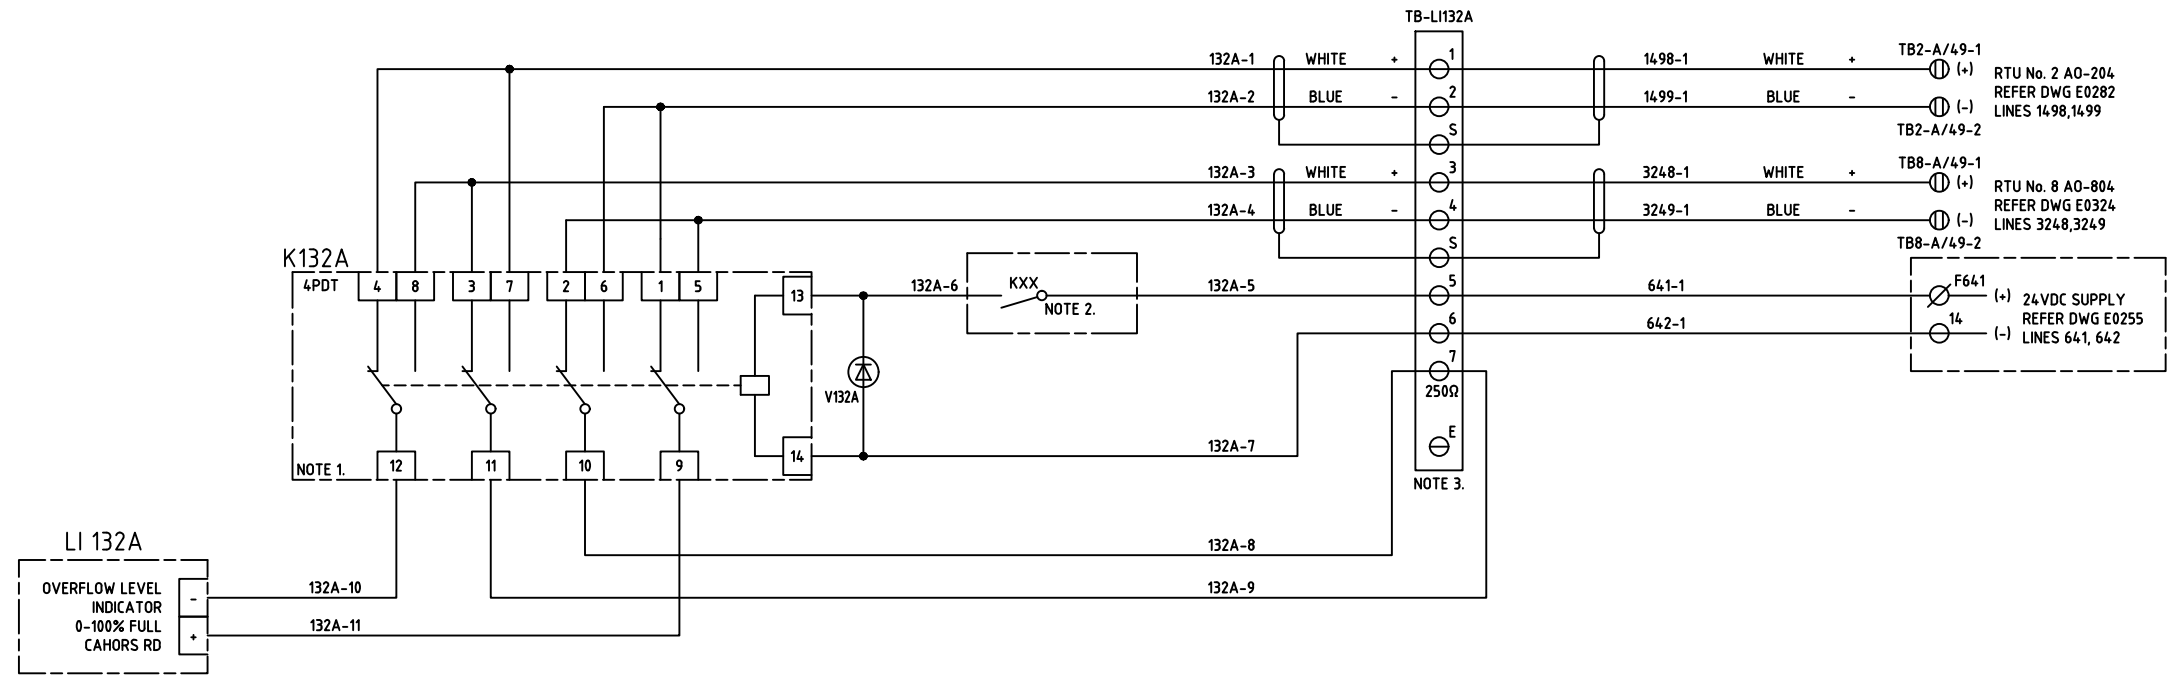 TB-LI132A
132A-1 WHITE + 1 1498-1 WHITE + TB2-A/49-1 (+)
132A-2 BLUE - 2 1499-1 BLUE - (-)
S TB2-A/49-2
RTU No. 2 AO-204
REFER DWG E0282
LINES 1498,1499
132A-3 WHITE + 3 3248-1 WHITE + TB8-A/49-1 (+)
132A-4 BLUE - 4 3249-1 BLUE - (-)
S TB8-A/49-2
RTU No. 8 AO-804
REFER DWG E0324
LINES 3248,3249
K132A
4PDT 4 8 3 7 2 6 1 5 13
132A-6 KXX 132A-5 5 641-1 F641 (+)
NOTE 2.
6 642-1 14 (-)
24VDC SUPPLY
REFER DWG E0255
LINES 641, 642
7
250Ω
V132A
E
132A-7
NOTE 1. 12 11 10 9 14
NOTE 3.
LI 132A
132A-8
OVERFLOW LEVEL
INDICATOR
0-100% FULL
CAHORS RD
- 132A-10 132A-9
+ 132A-11